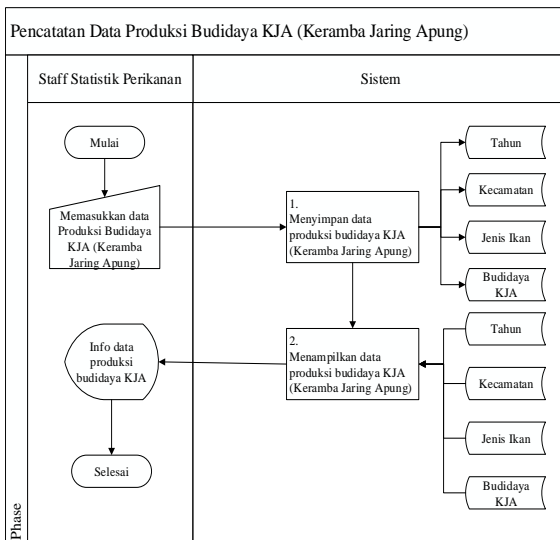 Pencatatan Data Produksi Budidaya KJA (Keramba Jaring Apung)
Staff Statistik Perikanan
Sistem
Phase
Mulai
Memasukkan data
Produksi Budidaya
KJA (Keramba
Jaring Apung)
1.
Menyimpan data
produksi budidaya KJA
(Keramba Jaring Apung)
Tahun
Kecamatan
Jenis Ikan
Budidaya
KJA
Info data
produksi
budidaya KJA
2.
Menampilkan data
produksi budidaya KJA
(Keramba Jaring Apung)
Tahun
Kecamatan
Jenis Ikan
Budidaya
KJA
Selesai